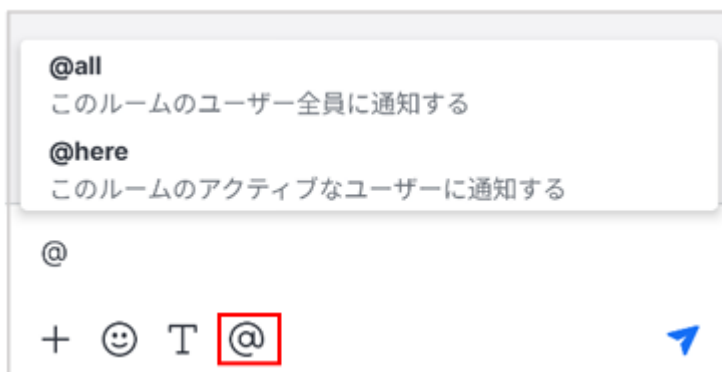 @all
このルームのユーザー全員に通知する
@here
このルームのアクティブなユーザーに通知する
@
T @